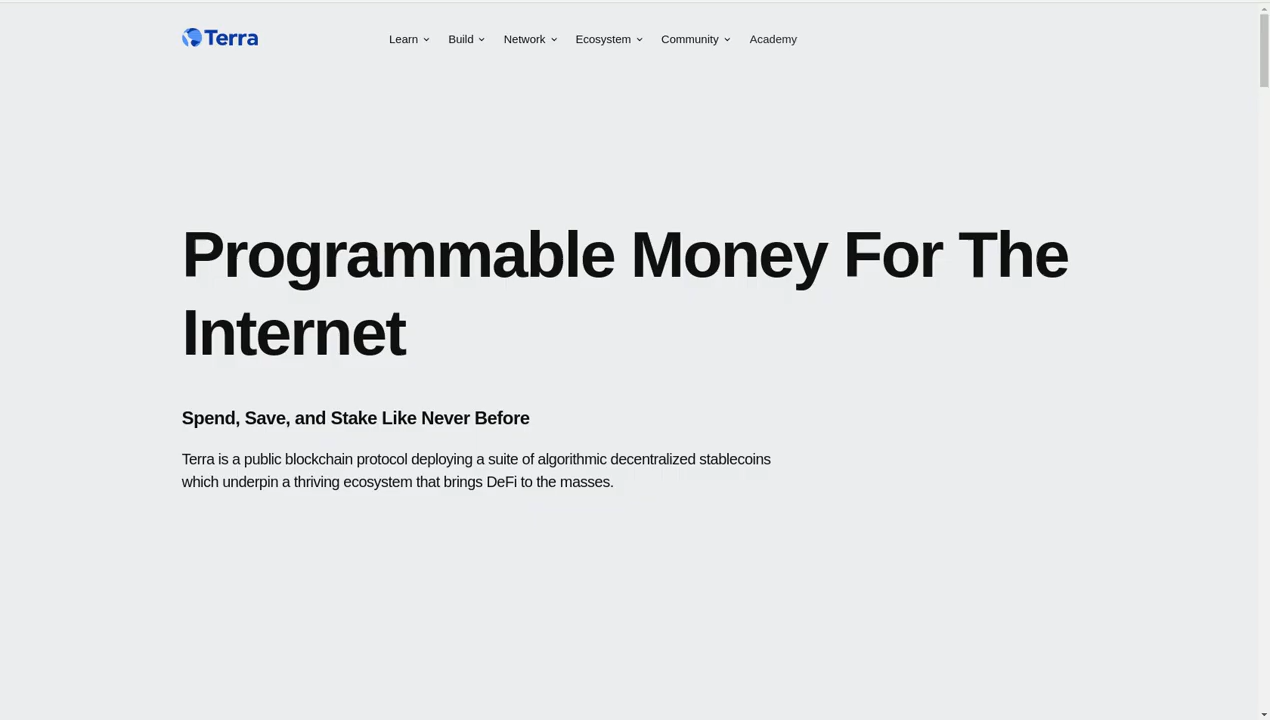 Terra
Learn Build Network Ecosystem Community Academy
Programmable Money For The
Internet
Spend, Save, and Stake Like Never Before
Terra is a public blockchain protocol deploying a suite of algorithmic decentralized stablecoins
which underpin a thriving ecosystem that brings DeFi to the masses.